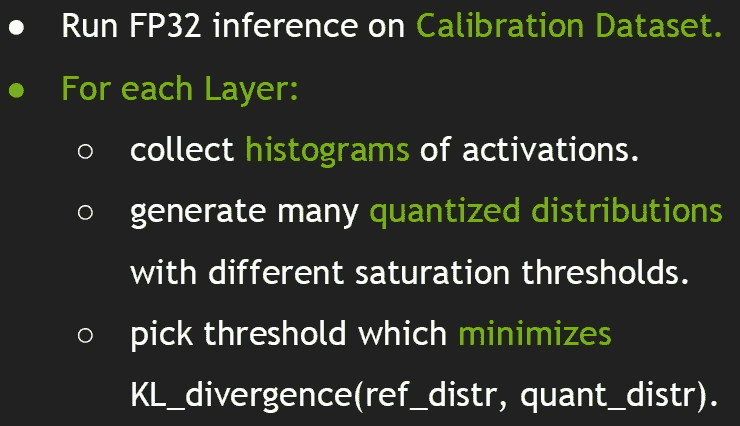 ● Run FP32 inference on Calibration Dataset.
● For each Layer:
○ collect histograms of activations.
○ generate many quantized distributions
with different saturation thresholds.
○ pick threshold which minimizes
KL_divergence(ref_distr, quant_distr).